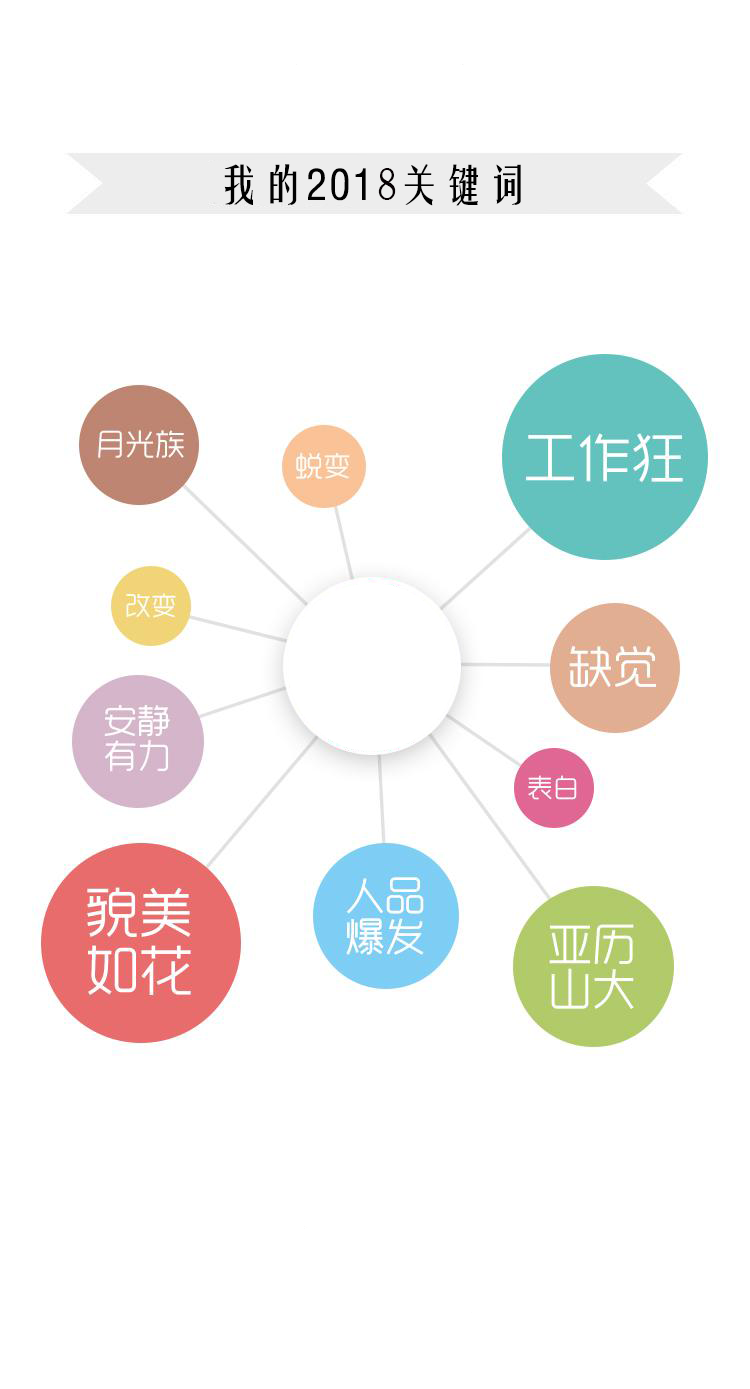 我的2018关键词
月光族
蜕变
工作狂
改变
缺觉
安静
有力
表白
貌美
如花
人品
爆发
亚历
山大